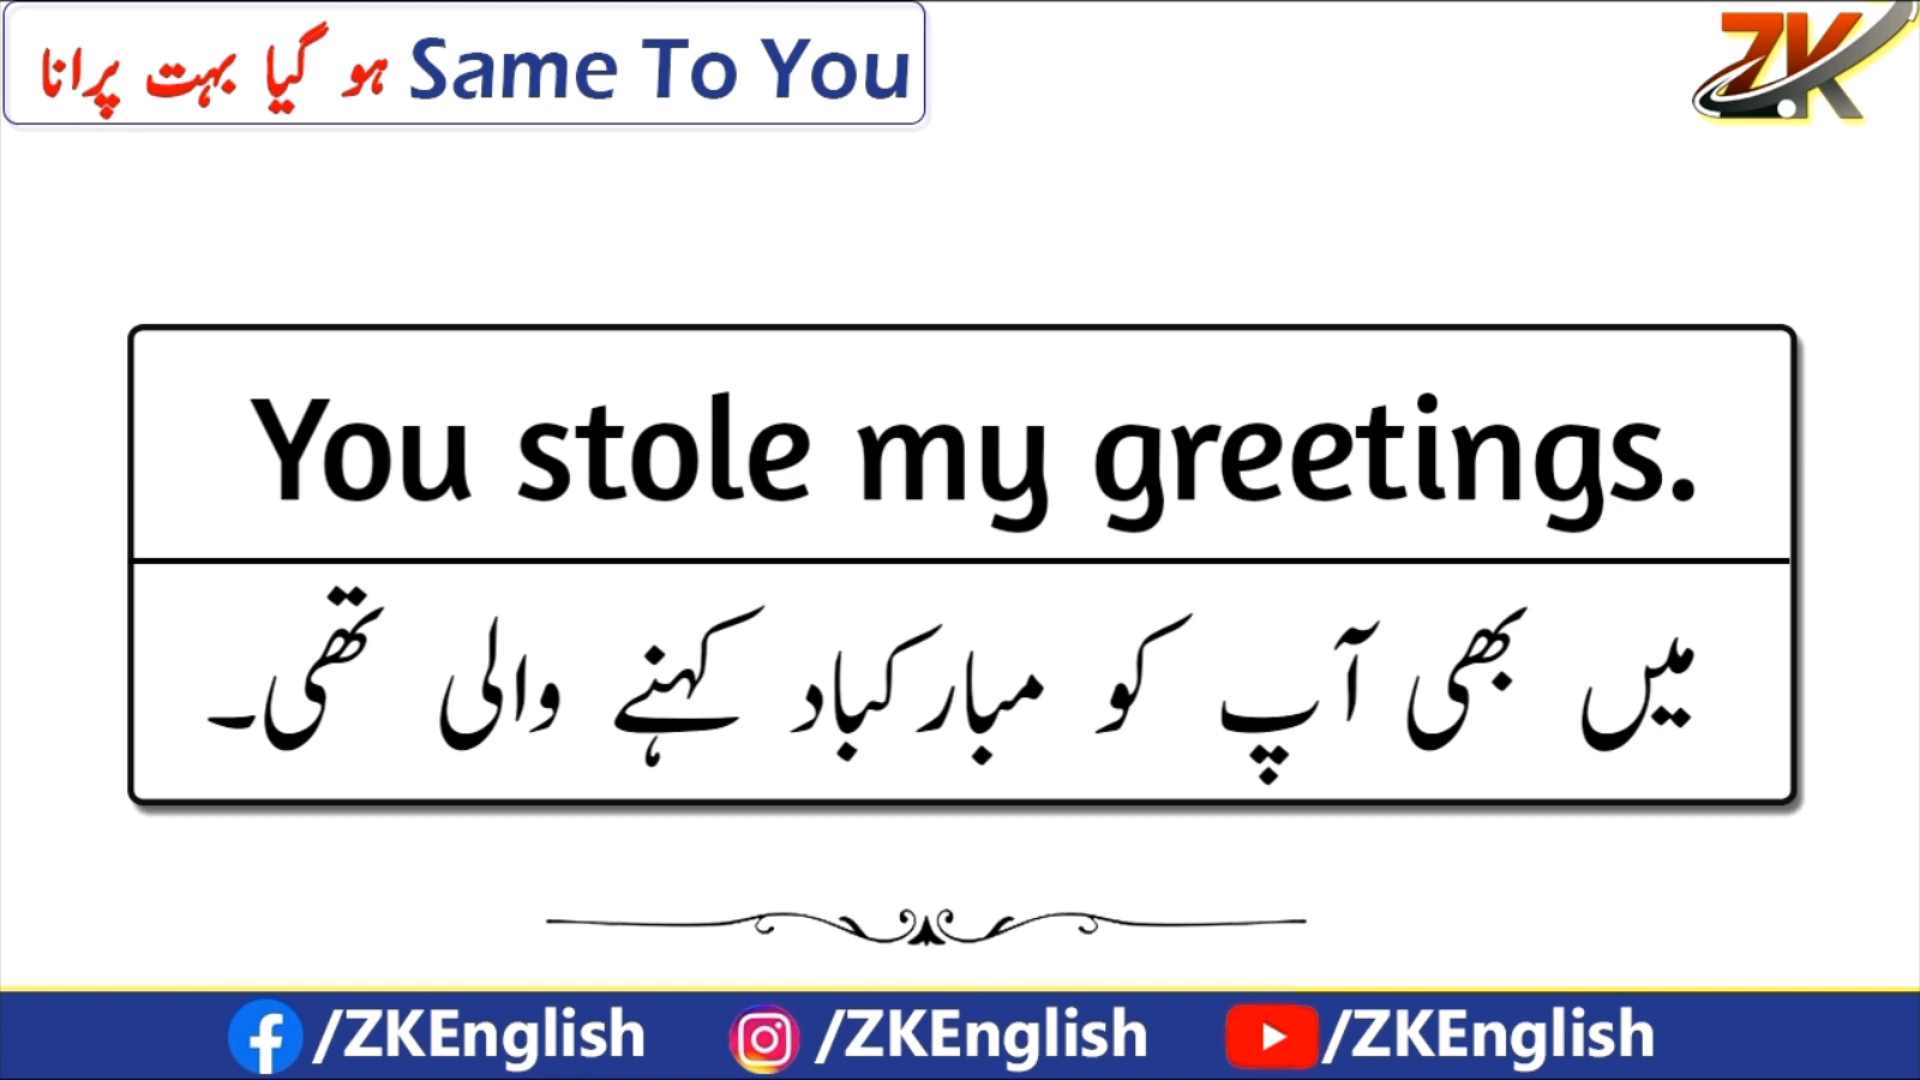 Same To You ہو گیا بہت پرانا
ZK
You stole my greetings.
میں بھی آپ کو مبارکباد کہنے والی تھی۔
/ZKEnglish /ZKEnglish /ZKEnglish